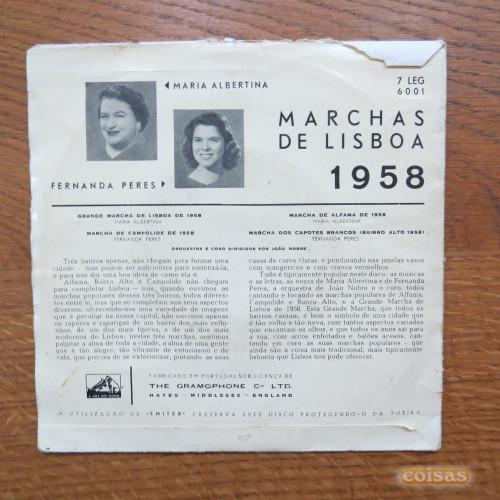 MARIA ALBERTINA
7 LEG
6001
MARCHAS
DE LISBOA
1958
FERNANDA PERES
GRANDE MARCHA DE LISBOA DE 1958
MARIA ALBERTINA
MARCHA DE CAMPOLIDE DE 1958
FERNANDA PERES
MARCHA DE ALFAMA DE 1958
MARIA ALBERTINA
MARCHA DOS CAPOTES BRANCOS (BAIRRO ALTO 1958)
FERNANDA PERES
ORQUESTRA E CORO DIRIGIDOS POR JOÃO NOBRE
Três bairros apenas, não chegam para formar uma
cidade - mas podem ser suficientes para sintetizá-la,
e para nos dar uma boa ideia de como ela é.
Alfama, Bairro Alto e Campolide não chegam
para completar Lisboa - mas, quando ouvimos as
marchas populares desses três bairros, todos diferen-
tes entre si, mas que se completam nos seus aspectos
diversos, oferecendo-nos uma variedade de imagens
que é peculiar na nossa capital, não ouvimos apenas
os rapazes e raparigas de um bairro dos mais velhi-
nhos, de um dos mais típicos, e de um dos mais
modernos de Lisboa: nestas três marchas, sentimos
palpitar a alma de toda a cidade, a alma de uma gente
que é tão alegre, tão vibrante de entusiasmo e de
vida, que precisa de se exteriorizar, pintando as suas
casas de cores claras, e pendurando nas janelas vasos
com mangericos e com cravos vermelhos.
Tudo é tipicamente popular neste disco: as músicas
e as letras, as vozes de Maria Albertina e de Fernanda
Peres, a orquestra de João Nobre e o coro, todos
cantando e tocando as marchas populares de Alfama,
Campolide e Bairro Alto, e a Grande Marcha de
Lisboa de 1958. Esta Grande Marcha, que todos os
bairros cantam, é bem o símbolo de uma cidade que
é tão velha e tão nova, com tantos aspectos variados
que encantam os olhos, e que todos os anos sai para
a rua, com arcos enfeitados e balões acesos, can-
tando em coro as suas marchas populares - que
ainda são a coisa mais tradicional, mais tipicamente
lisboeta que Lisboa nos pode oferecer.
FABRICADO EM PORTUGAL SOB LICENÇA DE
THE GRAMOPHONE Co LTD.
HAYES - MIDDLESEX - ENGLAND
A UTILIZAÇÃO DE «EMITEX» PRESERVA ESTE DISCO PROTEGENDO-O DA POEIRA
coisas